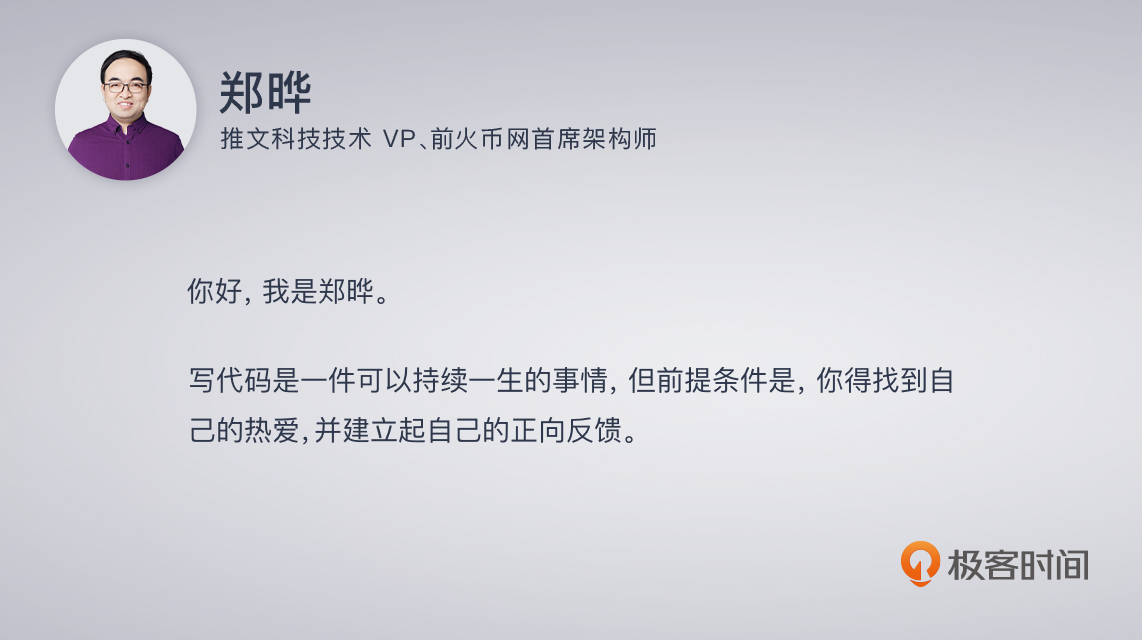 郑晔
推文科技技术 VP、前火币网首席架构师
你好，我是郑晔。
写代码是一件可以持续一生的事情，但前提条件是，你得找到自
己的热爱，并建立起自己的正向反馈。
极客时间